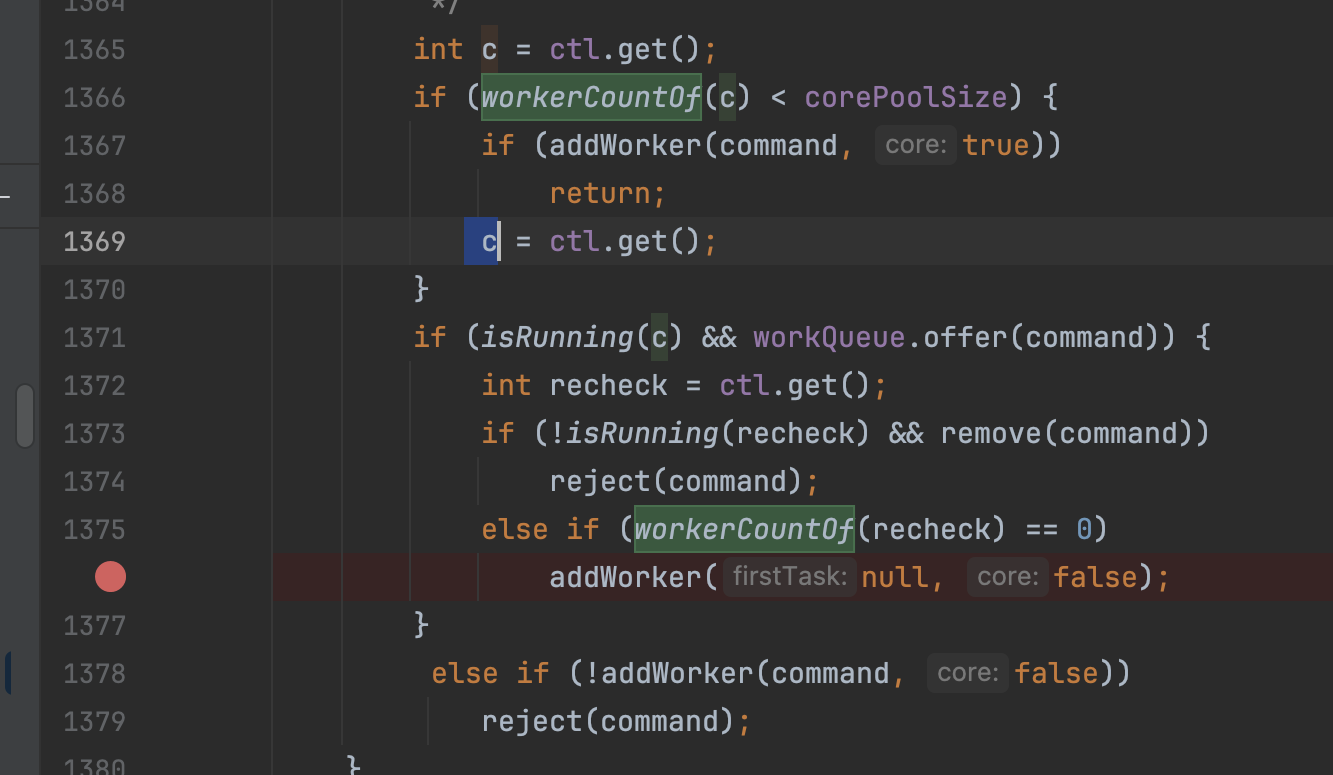 1364 */
1365 int c = ctl.get();
1366 if (workerCountOf(c) < corePoolSize) {
1367 if (addWorker(command, core: true))
1368 return;
1369 c = ctl.get();
1370 }
1371 if (isRunning(c) && workQueue.offer(command)) {
1372 int recheck = ctl.get();
1373 if (!isRunning(recheck) && remove(command))
1374 reject(command);
1375 else if (workerCountOf(recheck) == 0)
addWorker( firstTask: null, core: false);
1377 }
1378 else if (!addWorker(command, core: false))
1379 reject(command);
1380 }